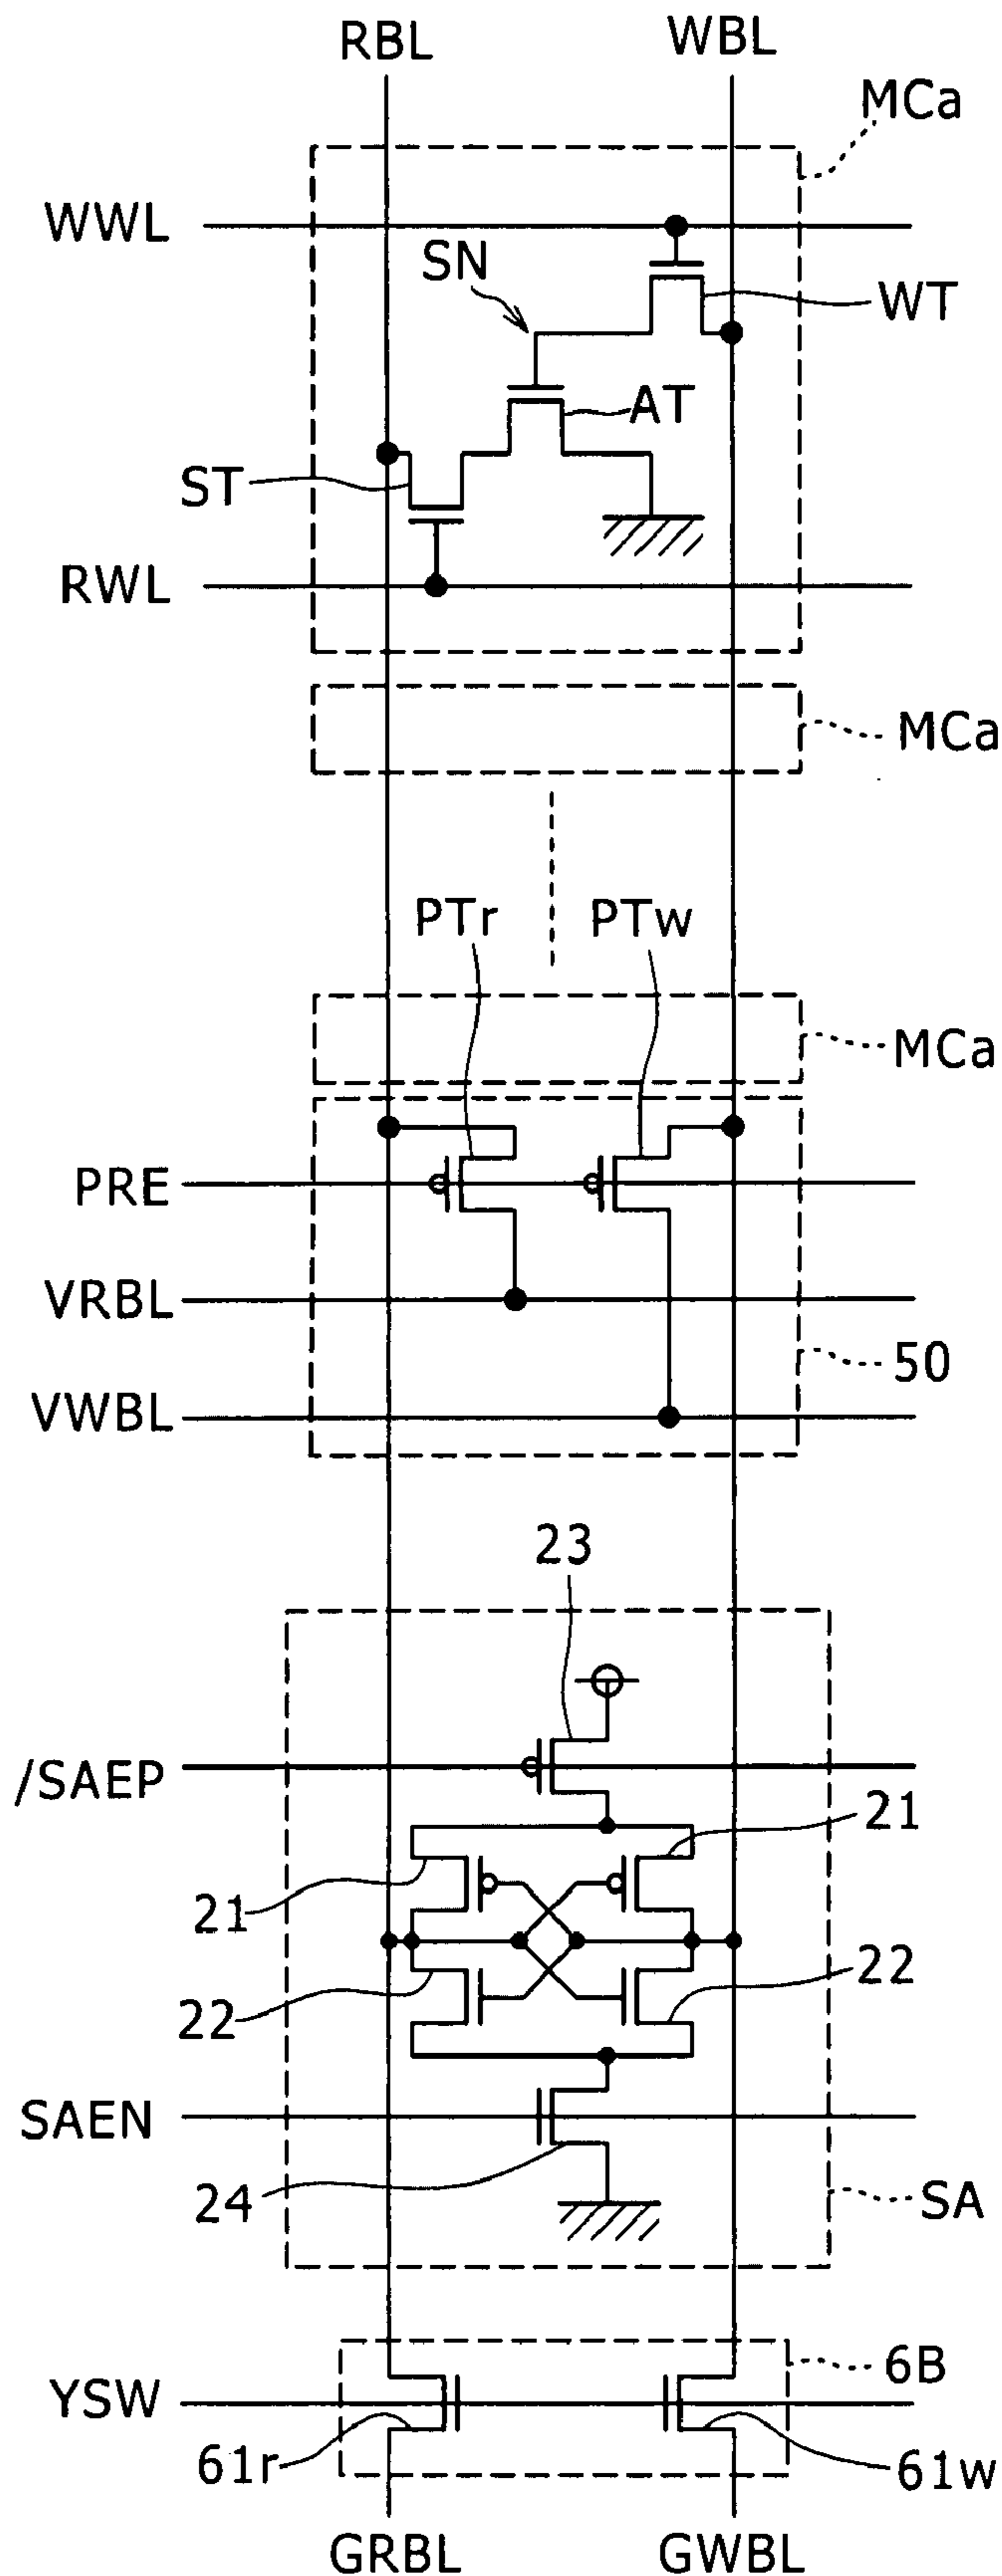 RBL
WBL
MCa
WWL
SN
WT
AT
ST
RWL
MCa
PTr
PTw
MCa
PRE
VRBL
50
VWBL
23
/SAEP
21
21
22
22
SAEN
24
SA
6B
YSW
61r
61w
GRBL
GWBL